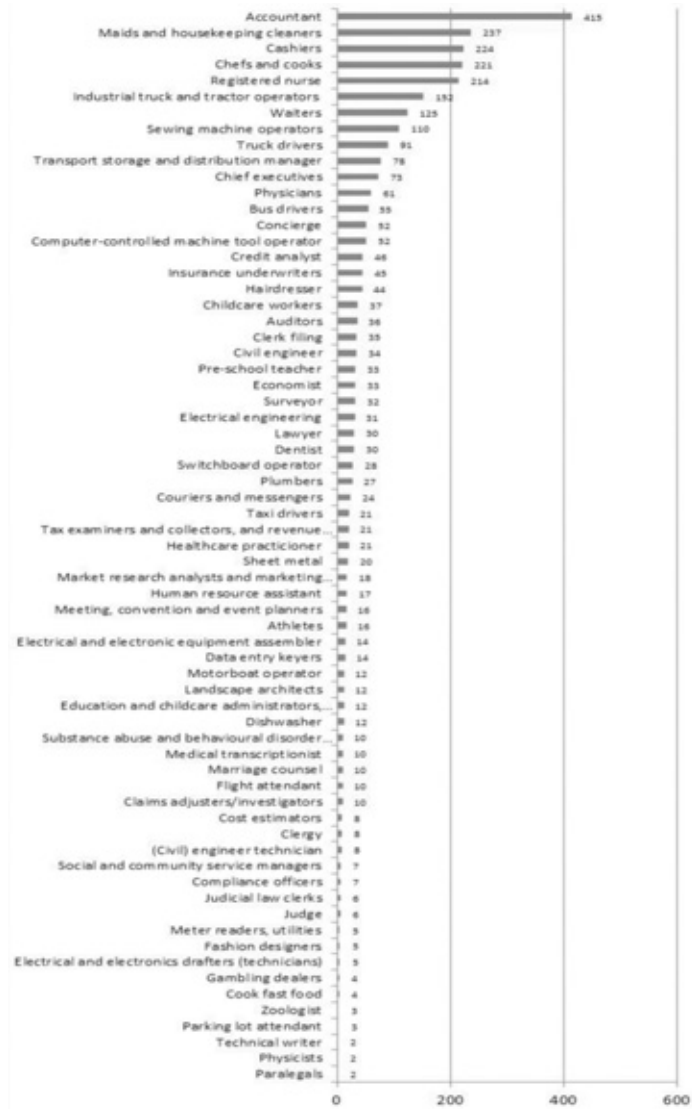 Accountant 415
Maids and housekeeping cleaners 237
Cashiers 224
Chefs and cooks 221
Registered nurse 214
Industrial truck and tractor operators 152
Waiters 125
Sewing machine operators 110
Truck drivers 91
Transport storage and distribution manager 78
Chief executives 73
Physicians 61
Bus drivers 55
Concierge 52
Computer-controlled machine tool operator 52
Credit analyst 46
Insurance underwriters 45
Hairdresser 44
Childcare workers 37
Auditors 36
Clerk filing 35
Civil engineer 34
Pre-school teacher 33
Economist 33
Surveyor 32
Electrical engineering 31
Lawyer 30
Dentist 30
Switchboard operator 28
Plumbers 27
Couriers and messengers 24
Taxi drivers 21
Tax examiners and collectors, and revenue... 21
Healthcare practicioner 21
Sheet metal 20
Market research analysts and marketing... 18
Human resource assistant 17
Meeting, convention and event planners 16
Athletes 16
Electrical and electronic equipment assembler 14
Data entry keyers 14
Motorboat operator 12
Landscape architects 12
Education and childcare administrators,... 12
Dishwasher 12
Substance abuse and behavioural disorder... 10
Medical transcriptionist 10
Marriage counsel 10
Flight attendant 10
Claims adjusters/investigators 10
Cost estimators 8
Clergy 8
(Civil) engineer technician 8
Social and community service managers 7
Compliance officers 7
Judicial law clerks 6
Judge 6
Meter readers, utilities 5
Fashion designers 5
Electrical and electronics drafters (technicians) 5
Gambling dealers 4
Cook fast food 4
Zoologist 3
Parking lot attendant 3
Technical writer 2
Physicists 2
Paralegals 2
0 200 400 600